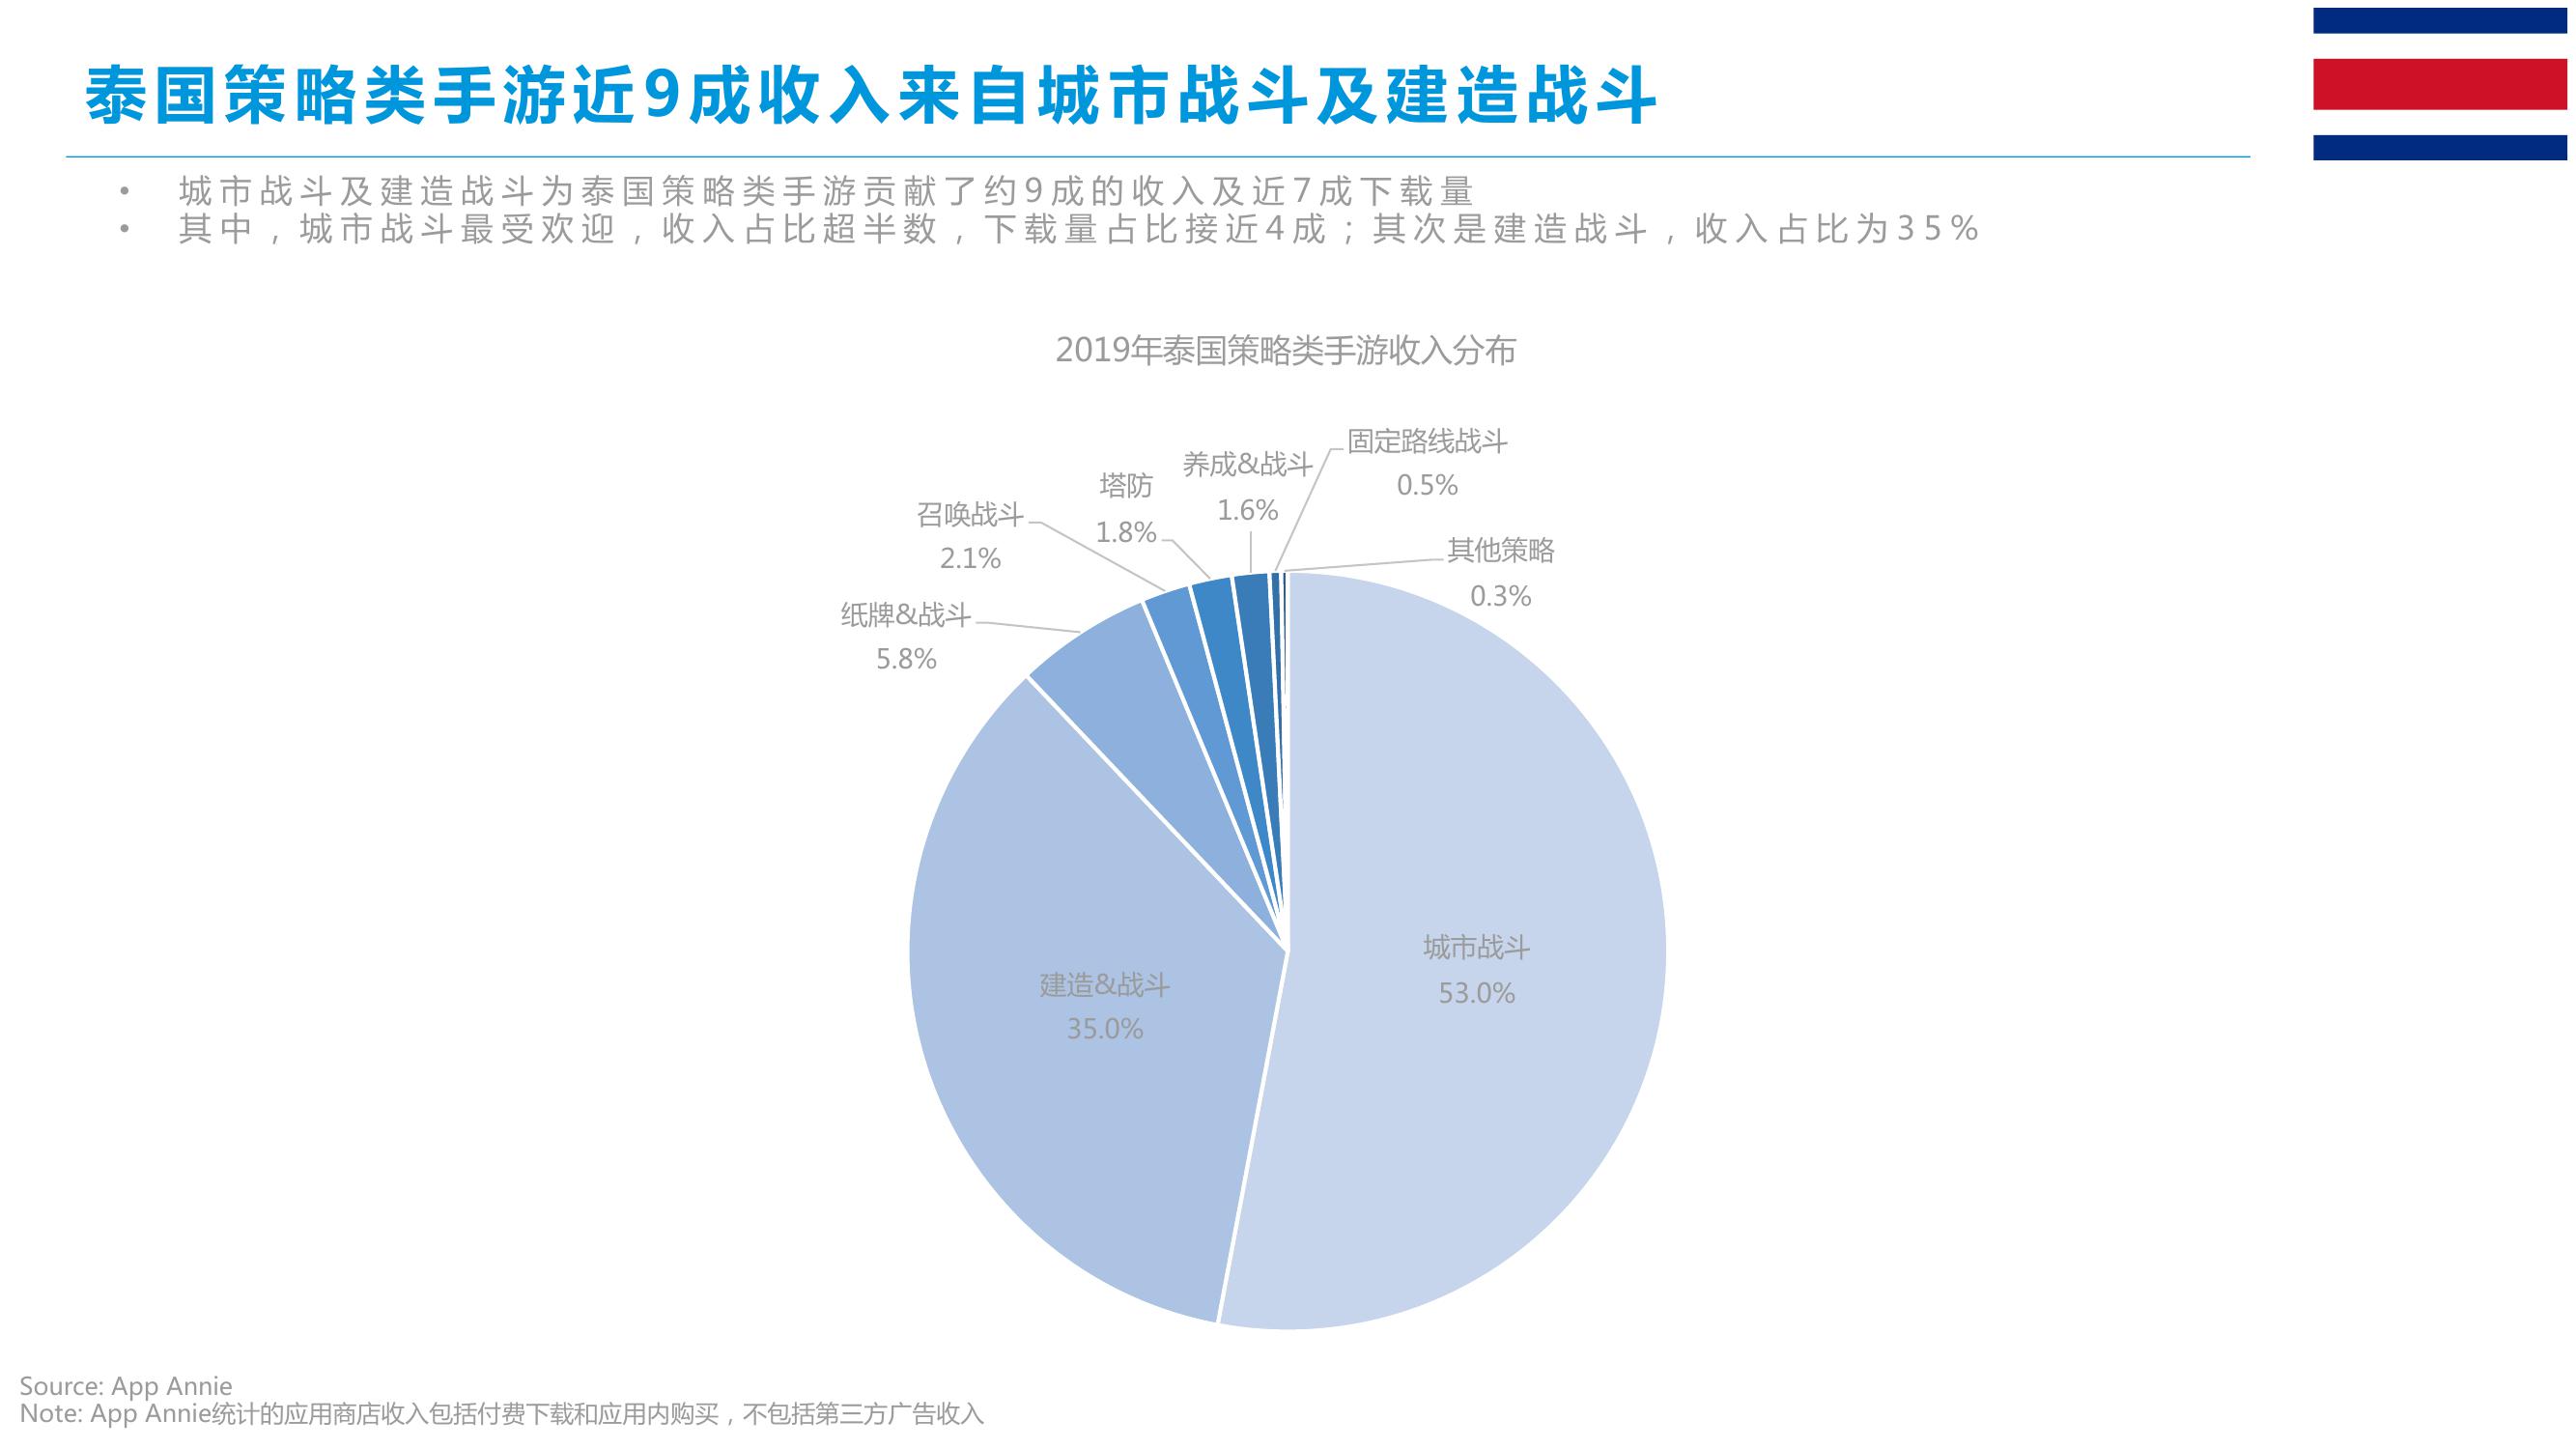 泰国策略类手游近9成收入来自城市战斗及建造战斗
• 城市战斗及建造战斗为泰国策略类手游贡献了约9成的收入及近7成下载量
• 其中，城市战斗最受欢迎，收入占比超半数，下载量占比接近4成；其次是建造战斗，收入占比为35%
2019年泰国策略类手游收入分布
固定路线战斗
0.5%
养成&战斗
1.6%
塔防
1.8%
召唤战斗
2.1%
其他策略
0.3%
纸牌&战斗
5.8%
城市战斗
53.0%
建造&战斗
35.0%
Source: App Annie
Note: App Annie统计的应用商店收入包括付费下载和应用内购买，不包括第三方广告收入